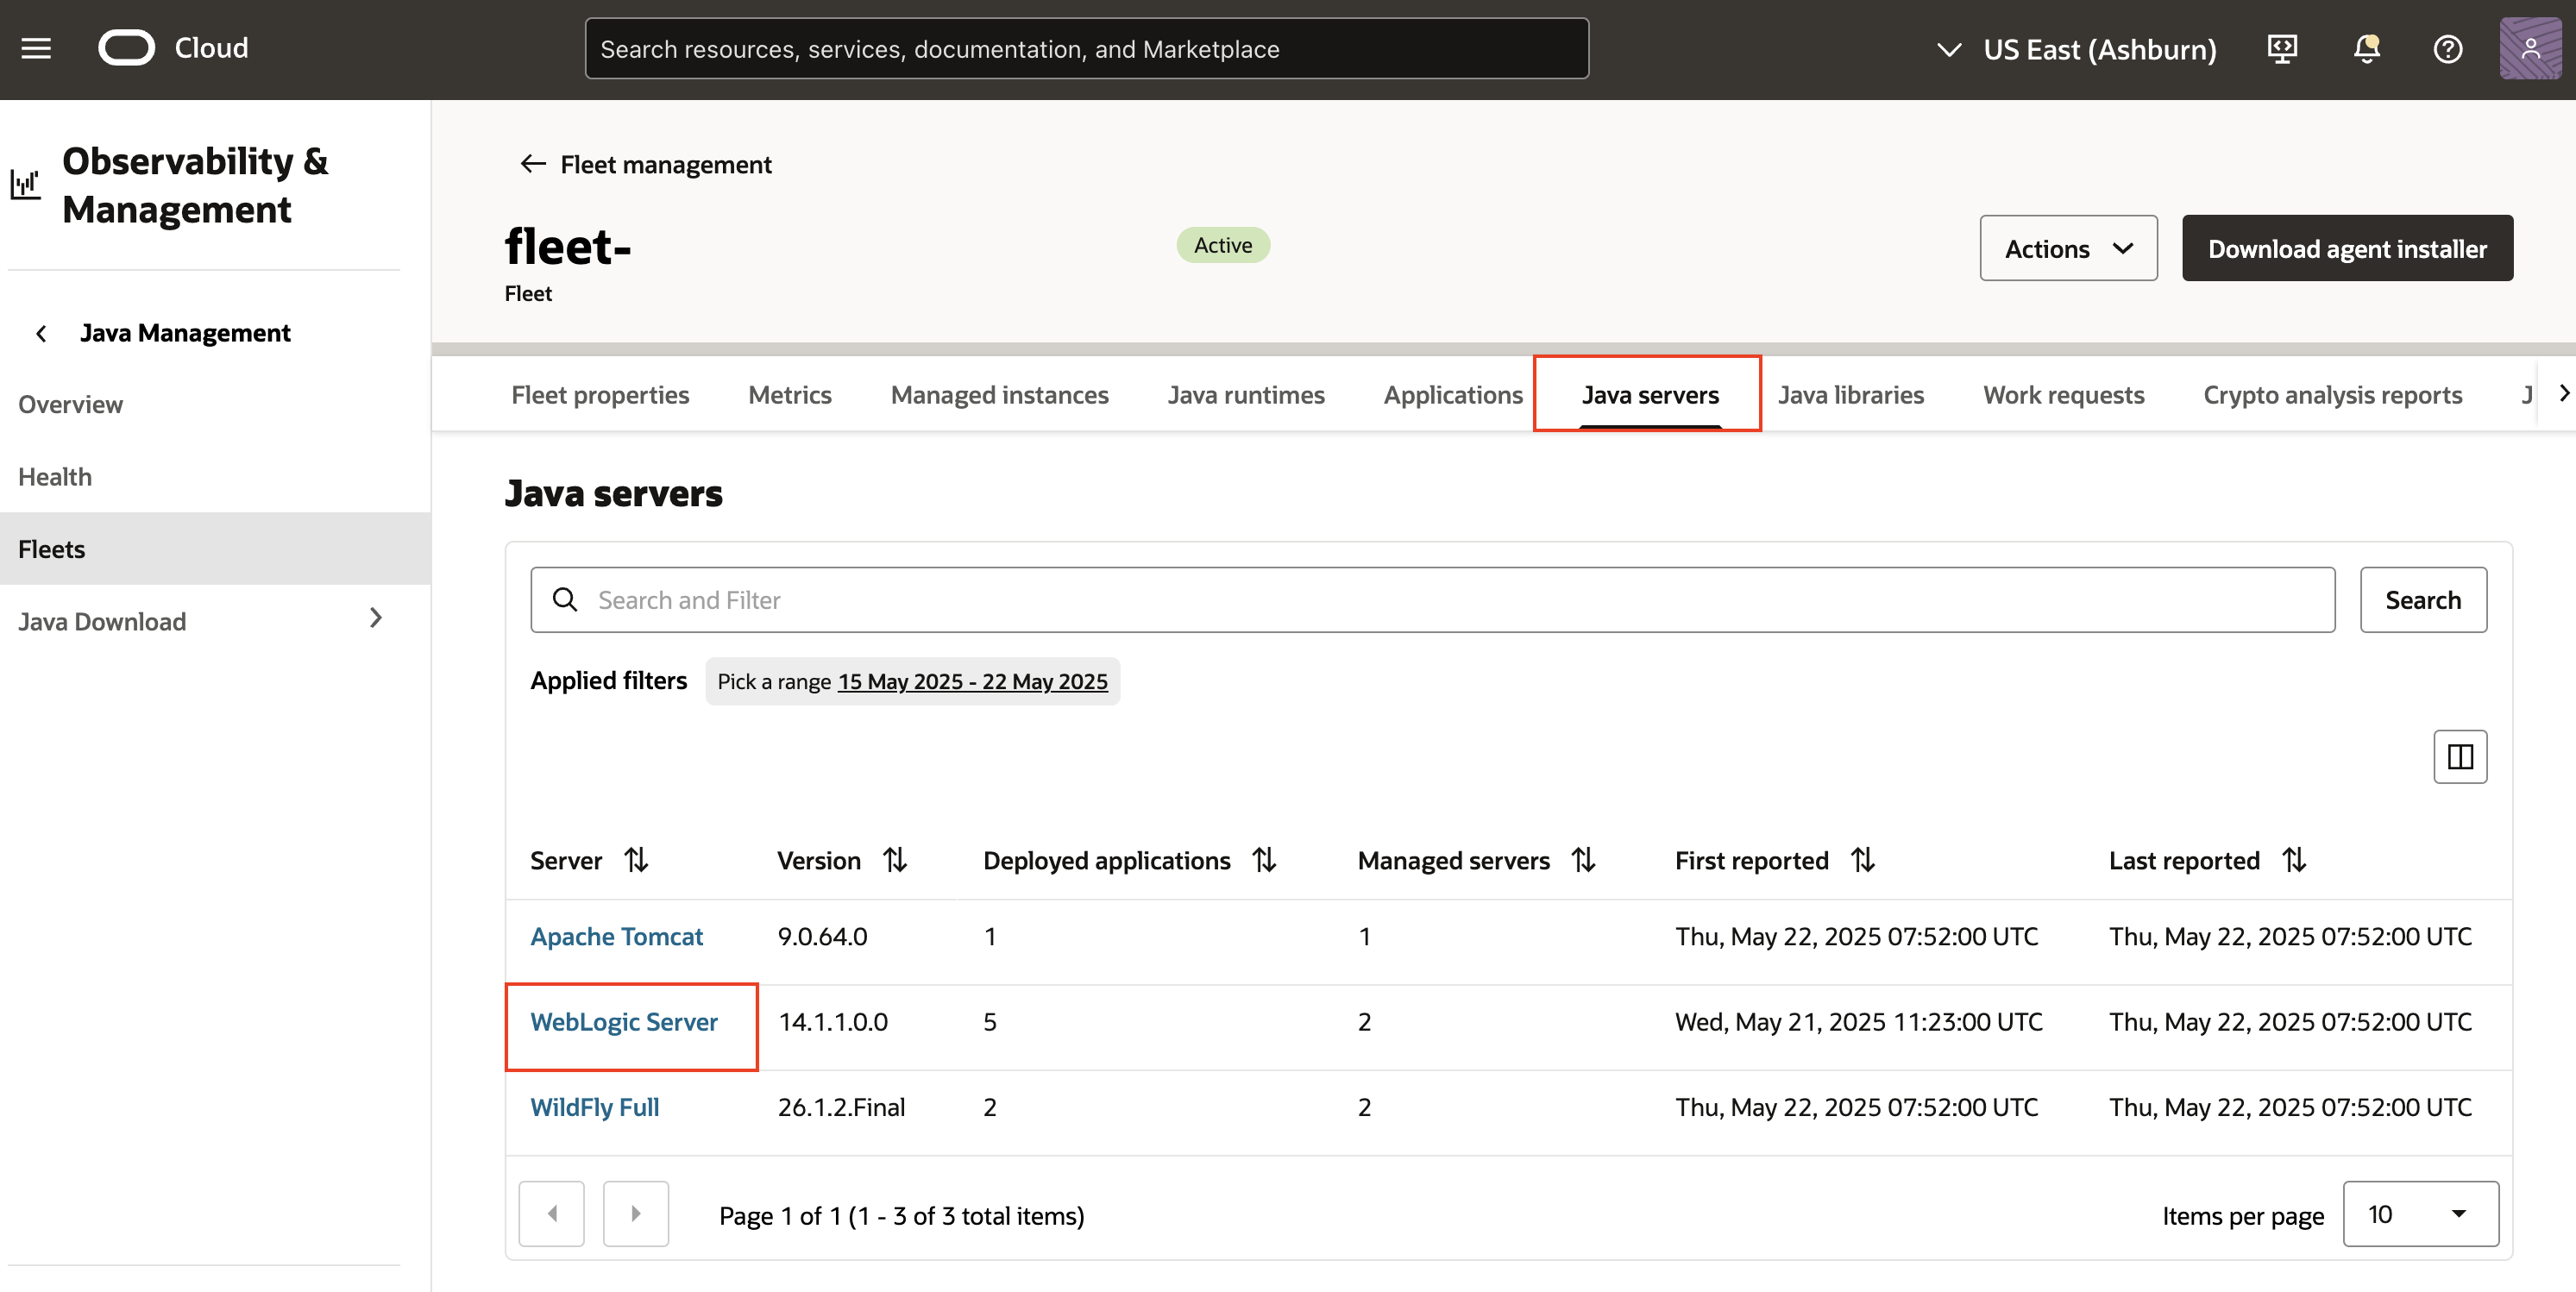 Cloud
Search resources, services, documentation, and Marketplace
US East (Ashburn)
Observability &
Management
Java Management
Overview
Health
Fleets
Java Download
Fleet management
fleet-
Active
Fleet
Actions
Download agent installer
Fleet properties Metrics Managed instances Java runtimes Applications Java servers Java libraries Work requests Crypto analysis reports J
Java servers
Search and Filter
Search
Applied filters Pick a range 15 May 2025 - 22 May 2025
Server Version Deployed applications Managed servers First reported Last reported
Apache Tomcat 9.0.64.0 1 1 Thu, May 22, 2025 07:52:00 UTC Thu, May 22, 2025 07:52:00 UTC
WebLogic Server 14.1.1.0.0 5 2 Wed, May 21, 2025 11:23:00 UTC Thu, May 22, 2025 07:52:00 UTC
WildFly Full 26.1.2.Final 2 2 Thu, May 22, 2025 07:52:00 UTC Thu, May 22, 2025 07:52:00 UTC
Page 1 of 1 (1 - 3 of 3 total items)
Items per page 10